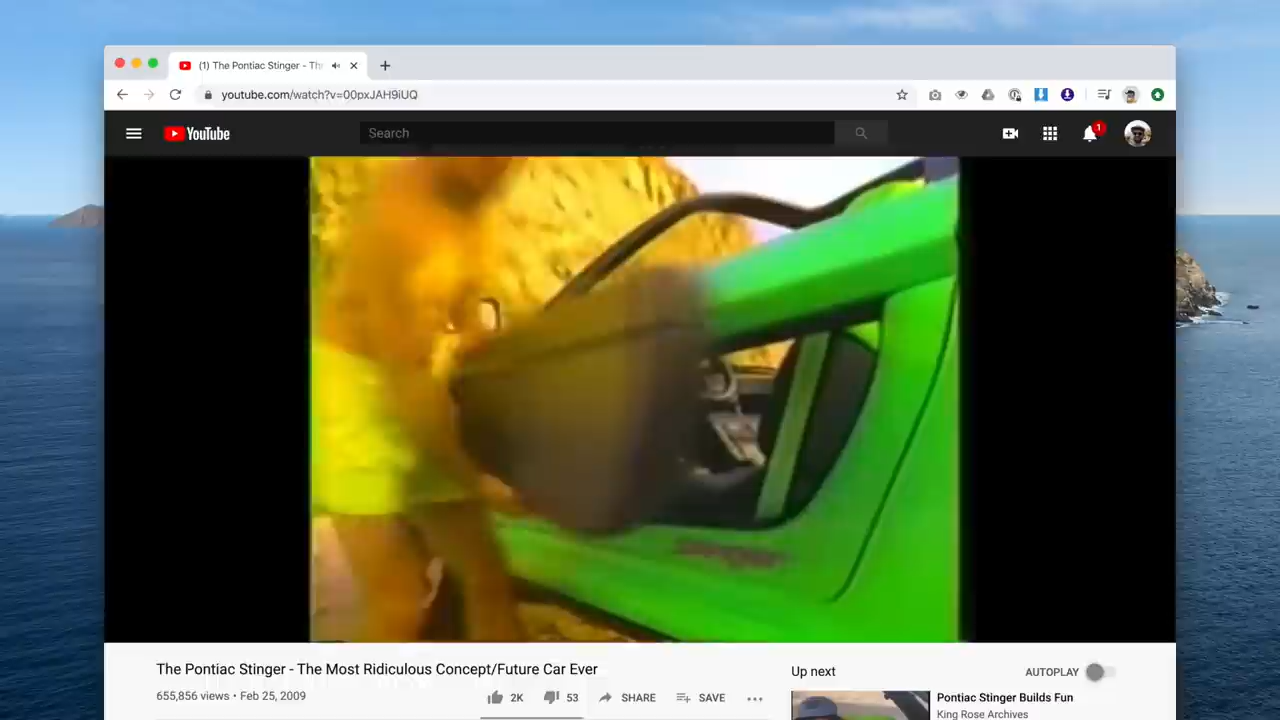 (1) The Pontiac Stinger - Th
youtube.com/watch?v=00pxJAH9iUQ
YouTube
Search
1
The Pontiac Stinger - The Most Ridiculous Concept/Future Car Ever
655,856 views • Feb 25, 2009
2K
53
SHARE
SAVE
Up next
AUTOPLAY
Pontiac Stinger Builds Fun
King Rose Archives